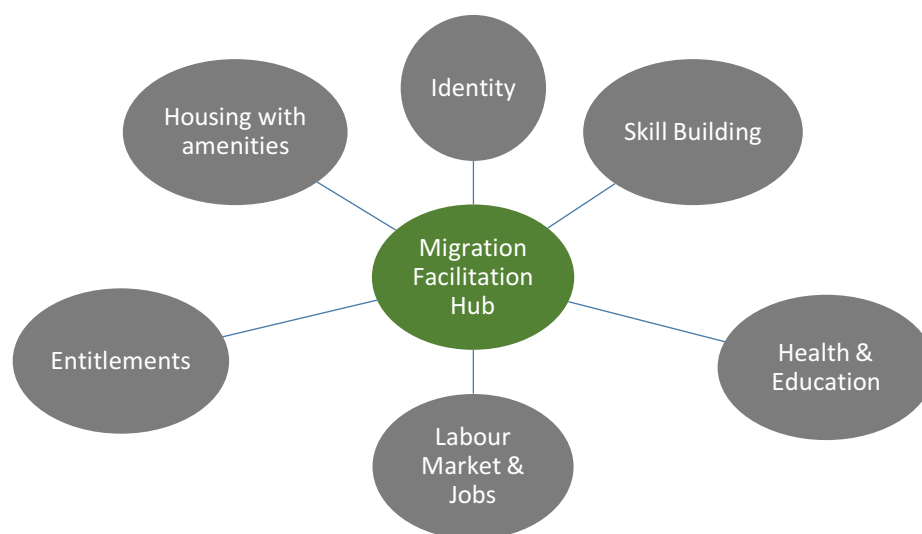 Identity
Housing with
amenities
Skill Building
Migration
Facilitation
Hub
Entitlements
Health &
Education
Labour
Market &
Jobs